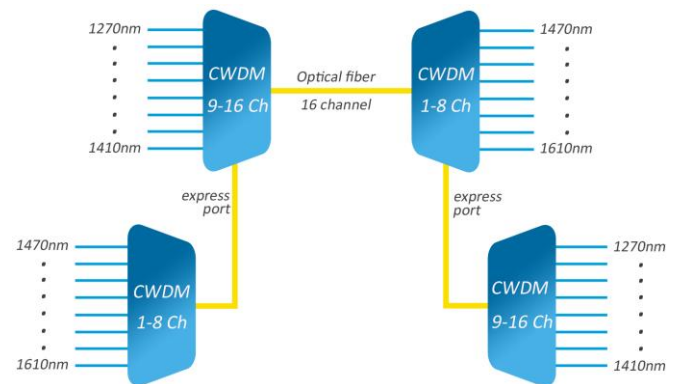 1270nm
1410nm
CWDM
9-16 Ch
Optical fiber
16 channel
CWDM
1-8 Ch
1470nm
1610nm
express
port
express
port
1470nm
1610nm
CWDM
1-8 Ch
CWDM
9-16 Ch
1270nm
1410nm